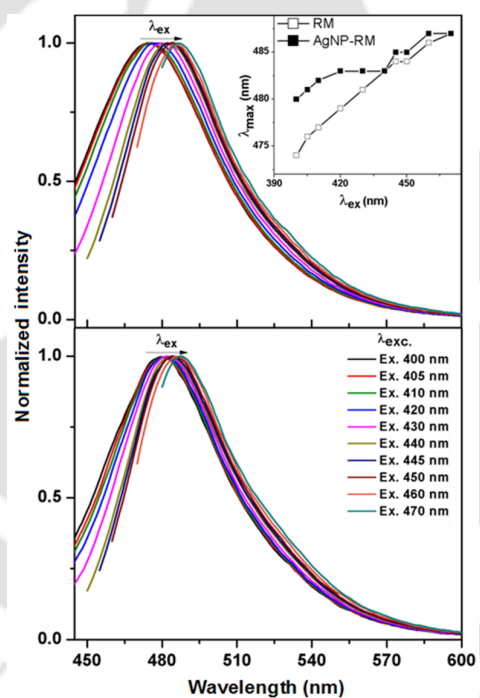 λex
RM
AgNP-RM
485
480
475
λmax (nm)
390
420
450
λex (nm)
1.0
0.5
0.0
Normalized intensity
λex
λexc.
Ex. 400 nm
Ex. 405 nm
Ex. 410 nm
Ex. 420 nm
Ex. 430 nm
Ex. 440 nm
Ex. 445 nm
Ex. 450 nm
Ex. 460 nm
Ex. 470 nm
1.0
0.5
0.0
450
480
510
540
570
600
Wavelength (nm)